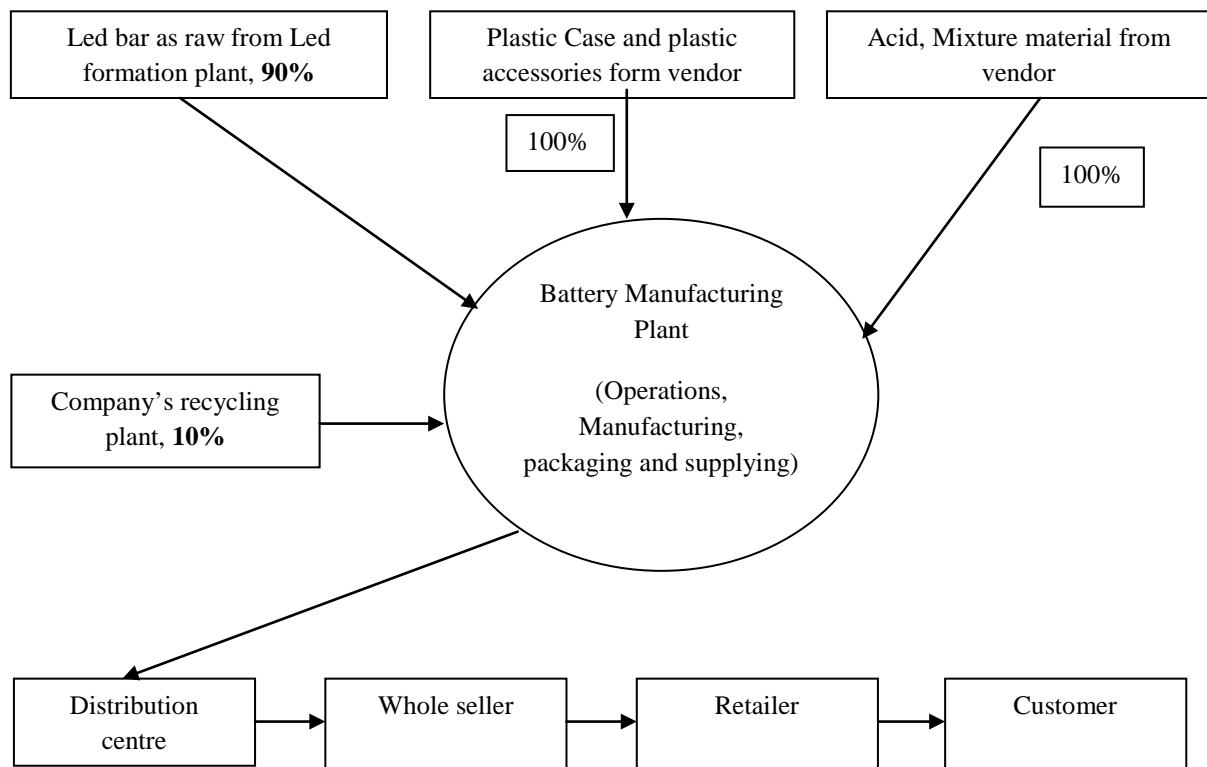 Led bar as raw from Led
formation plant, 90%
Plastic Case and plastic
accessories form vendor
Acid, Mixture material from
vendor
100%
100%
Battery Manufacturing
Plant
(Operations,
Manufacturing,
packaging and supplying)
Company’s recycling
plant, 10%
Distribution
centre
Whole seller
Retailer
Customer